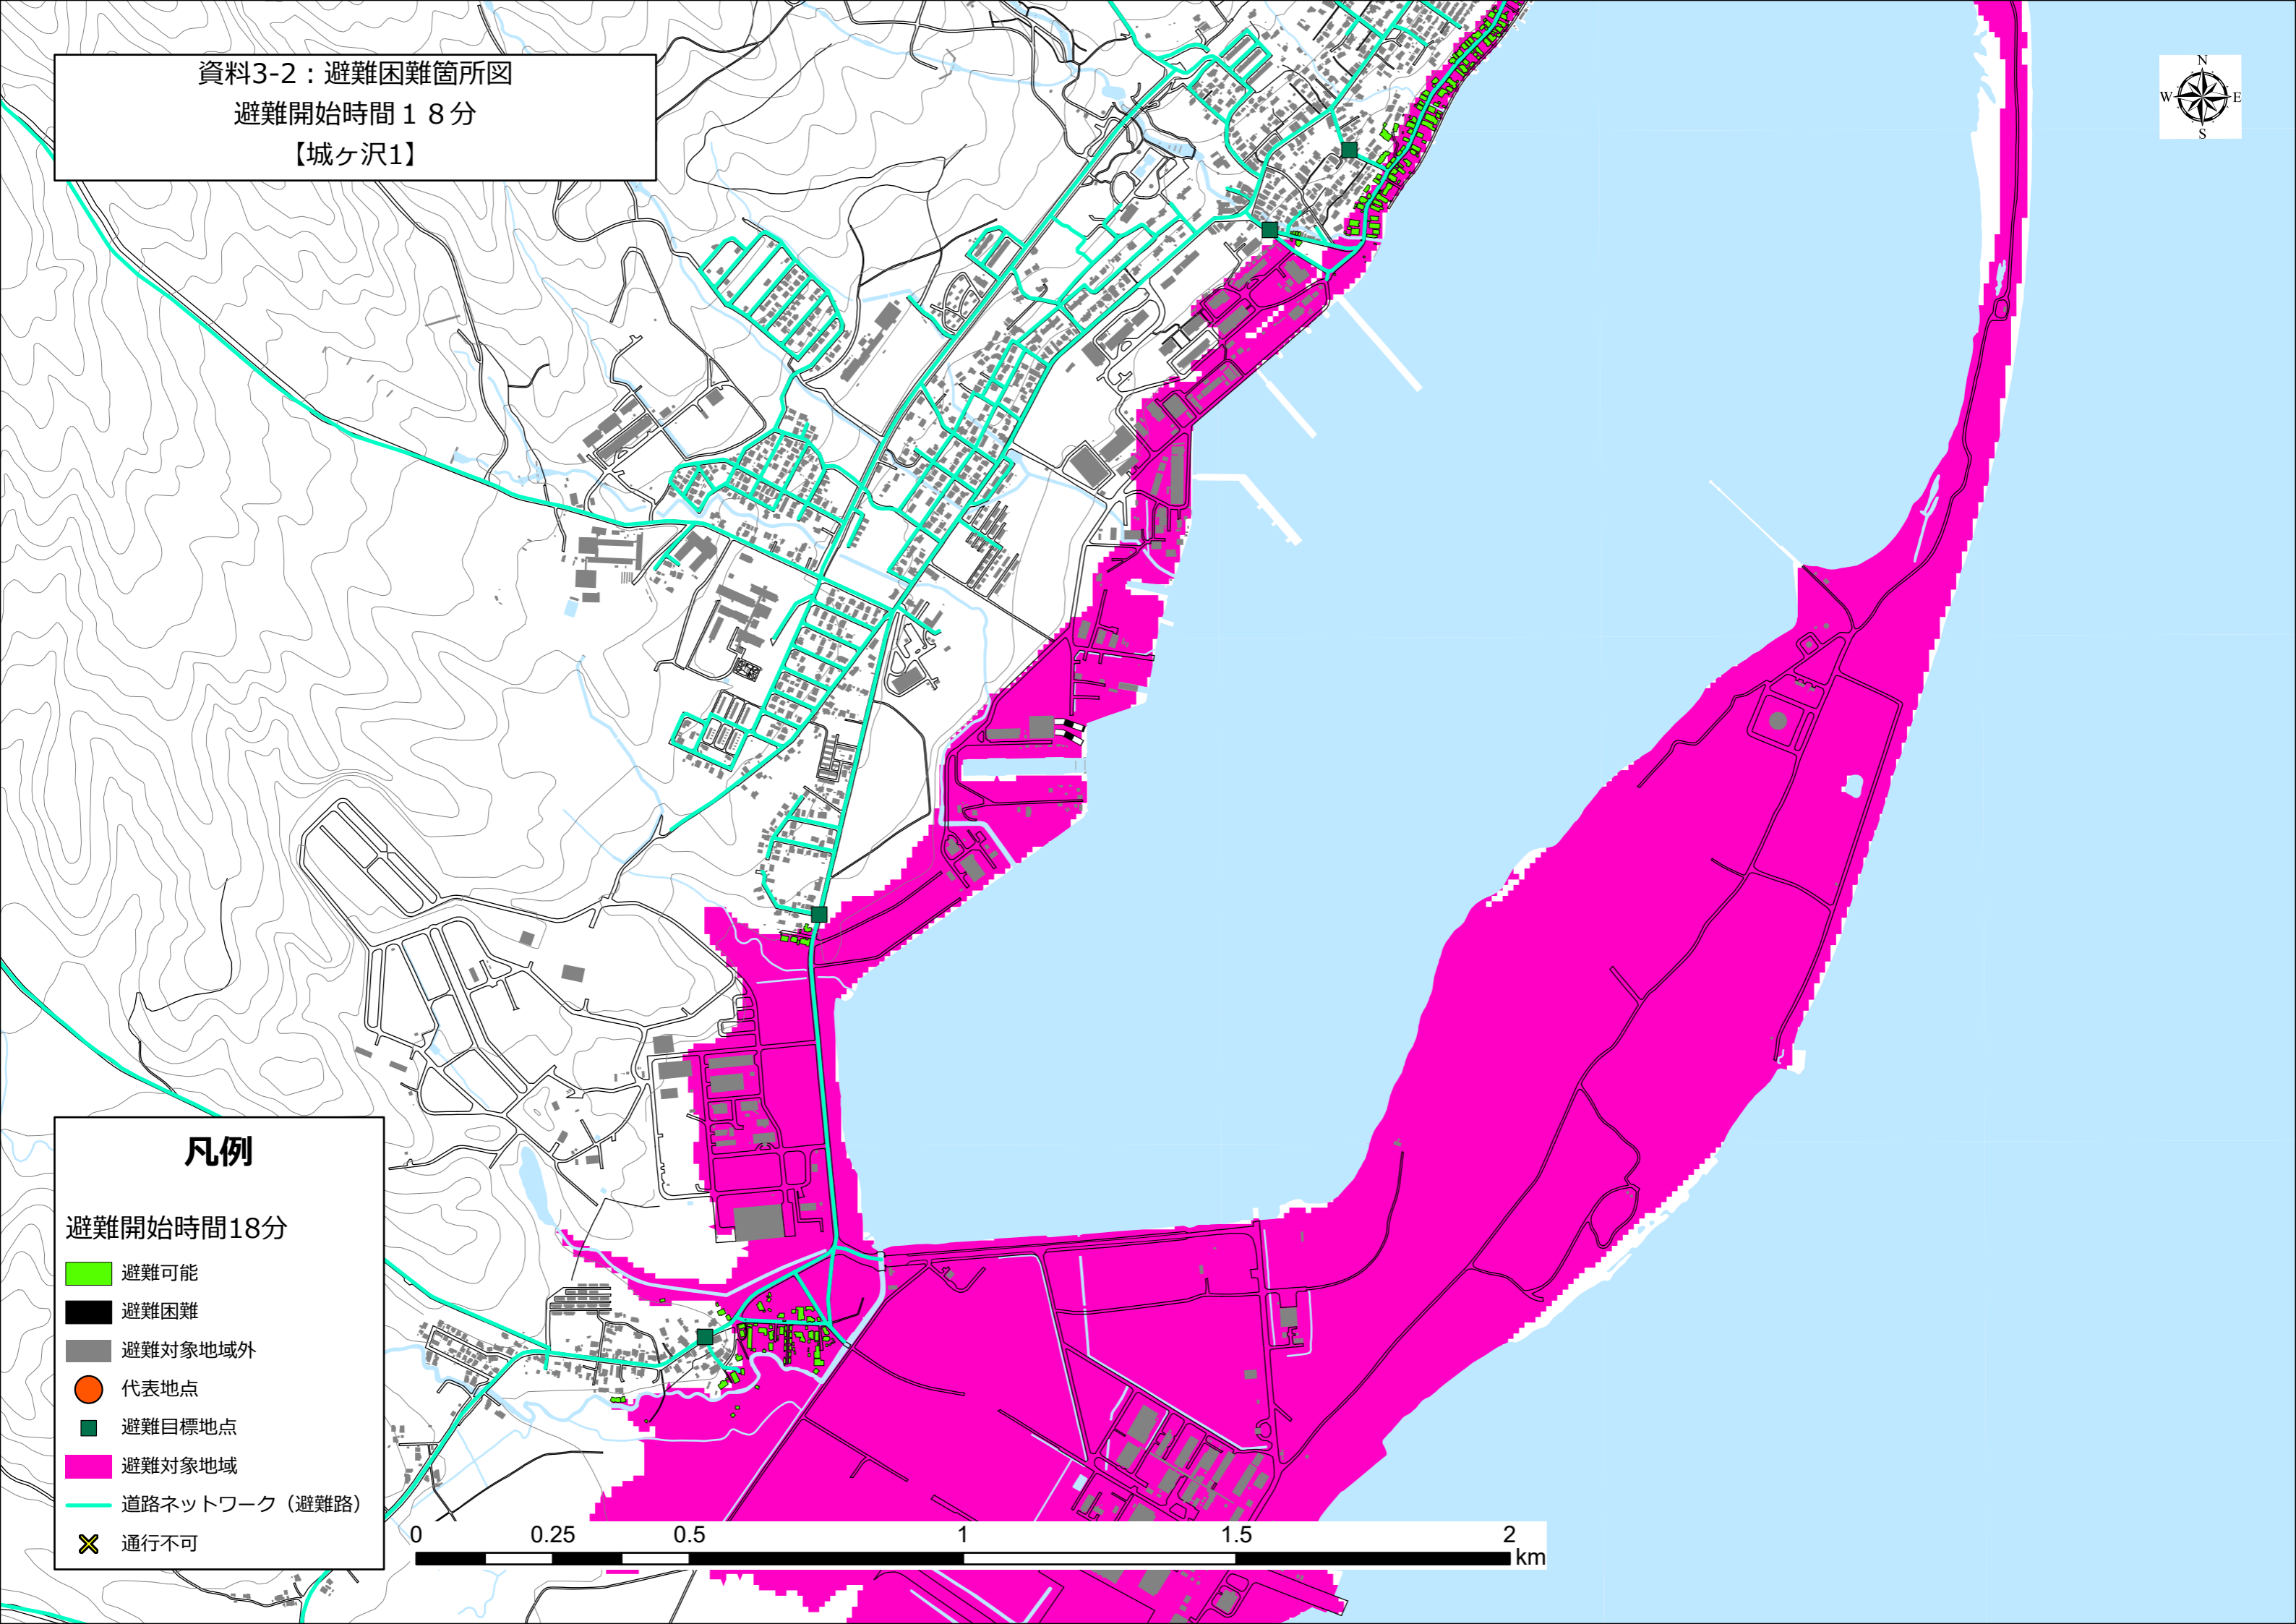 資料3-2：避難困難箇所図
避難開始時間１８分
【城ヶ沢1】
N
W E
S
凡例
避難開始時間18分
避難可能
避難困難
避難対象地域外
代表地点
避難目標地点
避難対象地域
道路ネットワーク（避難路）
通行不可
0 0.25 0.5 1 1.5 2
km